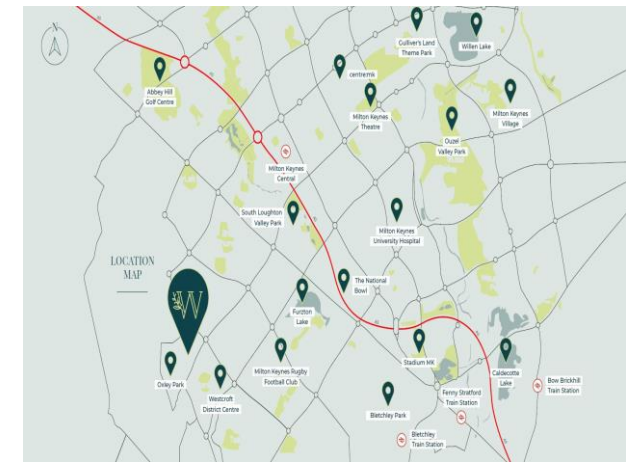 N
Gulliver's Land
Theme Park
Willen Lake
centre:mk
Abbey Hill
Golf Centre
Milton Keynes
Theatre
Milton Keynes
Village
Ouzel
Valley Park
Milton Keynes
Central
South Loughton
Valley Park
Milton Keynes
University Hospital
LOCATION
MAP
W
The National
Bowl
Furzton
Lake
Stadium MK
Oxley Park
Milton Keynes Rugby
Football Club
Caldecotte
Lake
Westcroft
District Centre
Bow Brickhill
Train Station
Fenny Stratford
Train Station
Bletchley Park
Bletchley
Train Station